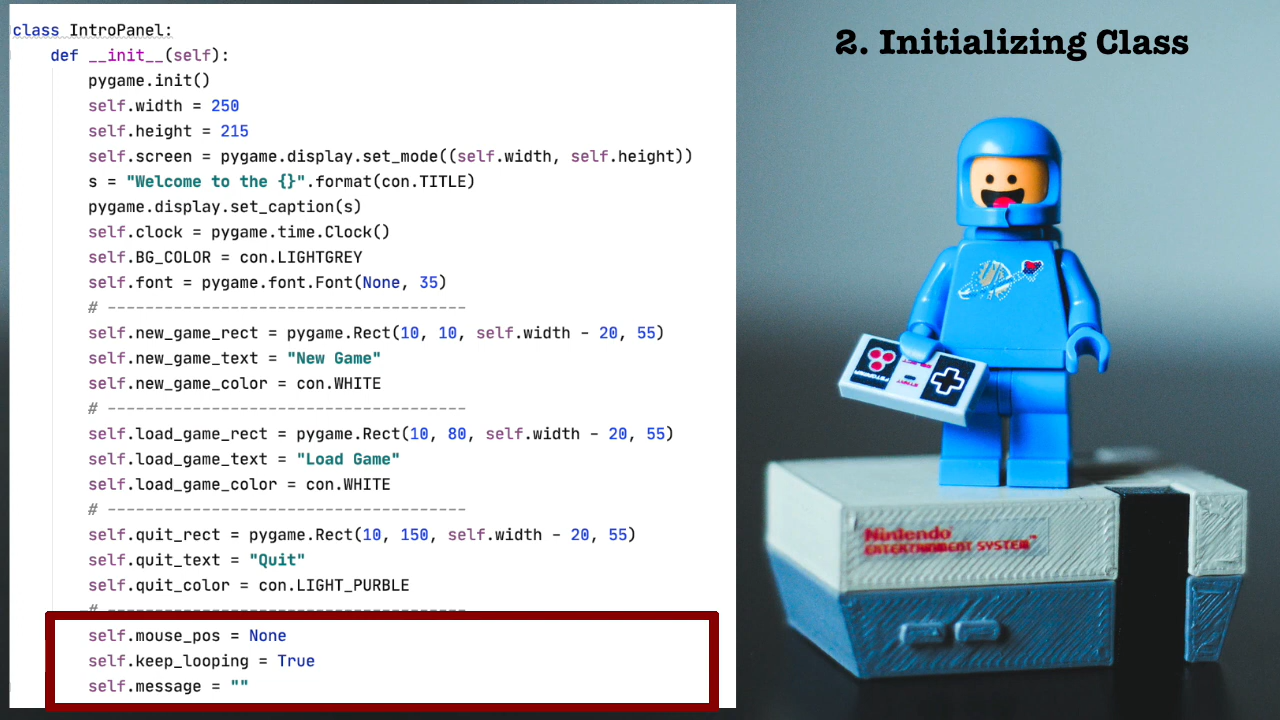 class IntroPanel:
    def __init__(self):
        pygame.init()
        self.width = 250
        self.height = 215
        self.screen = pygame.display.set_mode((self.width, self.height))
        s = "Welcome to the {}".format(con.TITLE)
        pygame.display.set_caption(s)
        self.clock = pygame.time.Clock()
        self.BG_COLOR = con.LIGHTGREY
        self.font = pygame.font.Font(None, 35)
        # --------------------------------------
        self.new_game_rect = pygame.Rect(10, 10, self.width - 20, 55)
        self.new_game_text = "New Game"
        self.new_game_color = con.WHITE
        # --------------------------------------
        self.load_game_rect = pygame.Rect(10, 80, self.width - 20, 55)
        self.load_game_text = "Load Game"
        self.load_game_color = con.WHITE
        # --------------------------------------
        self.quit_rect = pygame.Rect(10, 150, self.width - 20, 55)
        self.quit_text = "Quit"
        self.quit_color = con.LIGHT_PURBLE
        # --------------------------------------
        self.mouse_pos = None
        self.keep_looping = True
        self.message = ""
2. Initializing Class
Nintendo
ENTERTAINMENT SYSTEM™